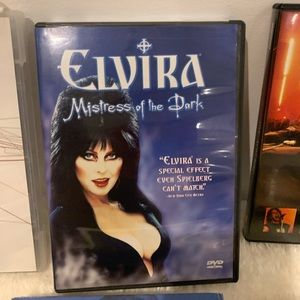 ELVIRA
Mistress of the Dark
"ELVIRA' IS A
SPECIAL EFFECT
EVEN SPIELBERG
CAN'T MATCH"
DVD